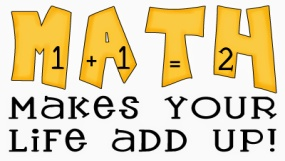 MATH
1 + 1 = 2
MAKES YOUR
LIFE ADD UP!